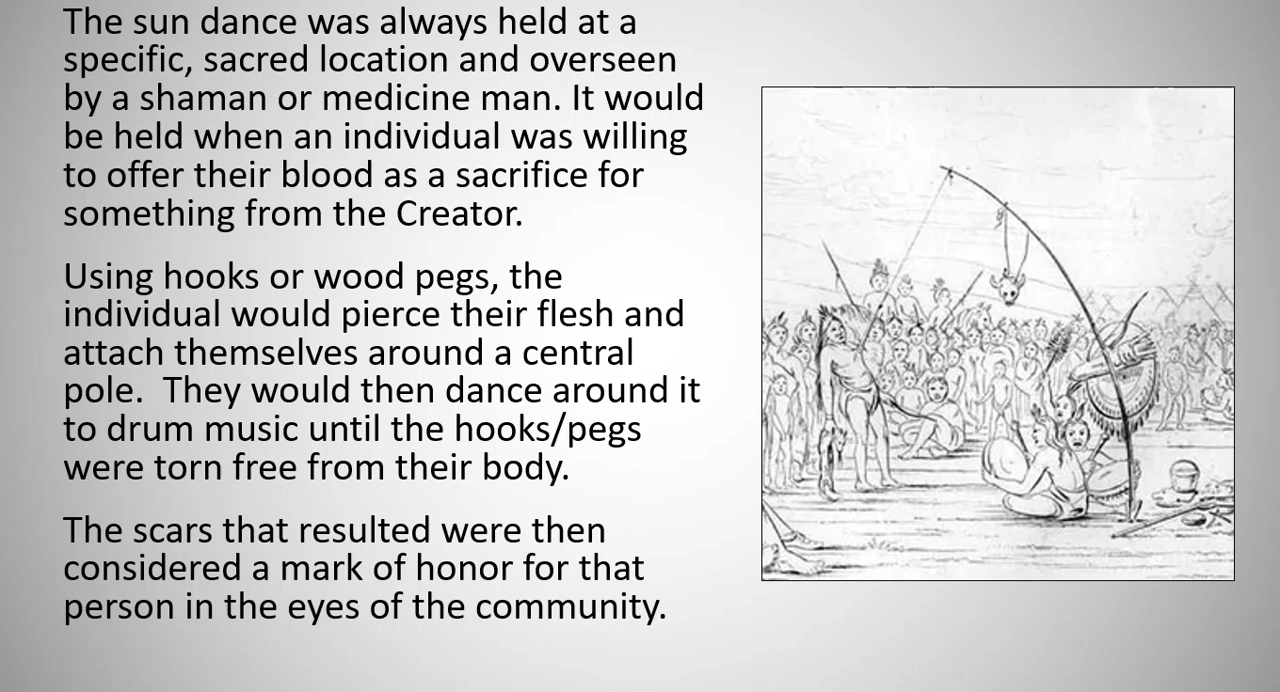 The sun dance was always held at a
specific, sacred location and overseen
by a shaman or medicine man. It would
be held when an individual was willing
to offer their blood as a sacrifice for
something from the Creator.
Using hooks or wood pegs, the
individual would pierce their flesh and
attach themselves around a central
pole.  They would then dance around it
to drum music until the hooks/pegs
were torn free from their body.
The scars that resulted were then
considered a mark of honor for that
person in the eyes of the community.